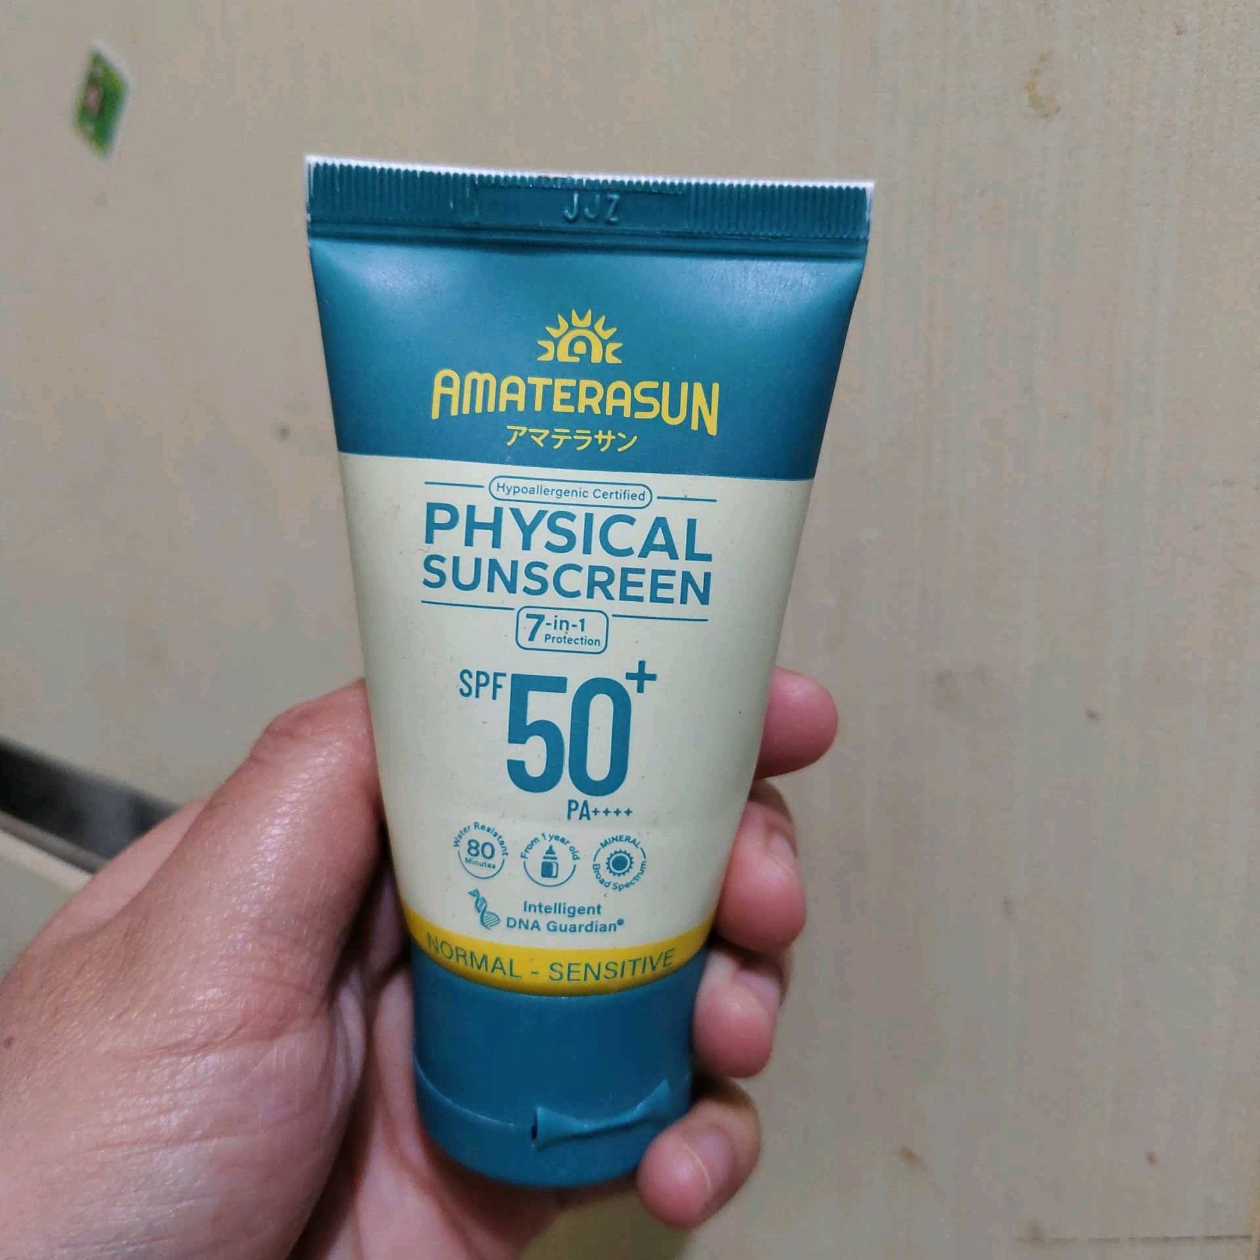 JJZ
AMATERASUN
アマテラサン
Hypoallergenic Certified
PHYSICAL
SUNSCREEN
7-in-1
Protection
SPF 50+
PA++++
Water Resistant
80
Minutes
From 1 year old
MINERAL
Broad Spectrum
Intelligent
DNA Guardian®
NORMAL - SENSITIVE